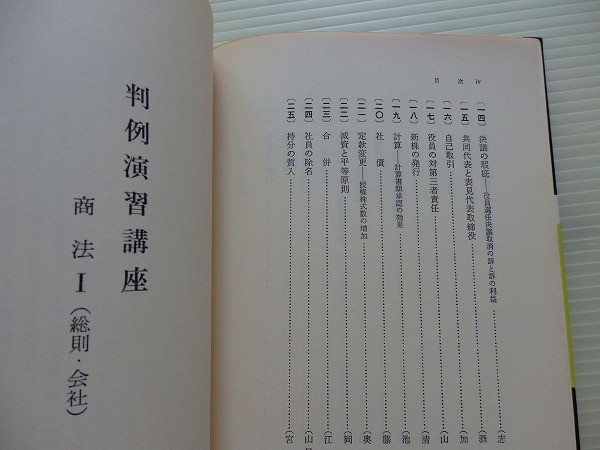 目次 iv
〔一四〕 決議の瑕疵――役員選任決議取消の訴と訴の利益……(酒
〔一五〕 共同代表と表見代表取締役……(加
〔一六〕 自己取引……(山
〔一七〕 役員の対第三者責任……(清
〔一八〕 新株の発行……(池
〔一九〕 計算――計算書類承認の効果……(藤
〔二〇〕 社債……(奥
〔二一〕 定款変更――授権株式数の増加……(岡
〔二二〕 減資と平等原則……(江
〔二三〕 合併……(山
〔二四〕 社員の除名……(宮
〔二五〕 持分の質入
判例演習講座
商法Ⅰ(総則・会社)